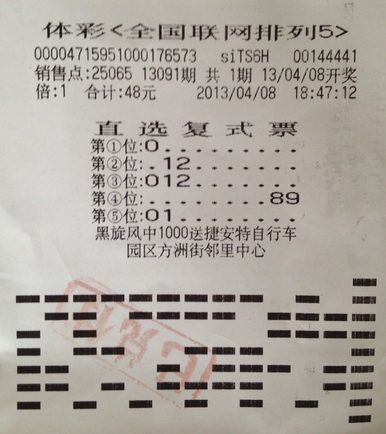 体彩<全国联网排列5>
00004715951000176573 siTS6H 00144441
销售点:25065 13091期 共 1期 13/04/08开奖
倍:1 合计:48元 2013/04/08 18:47:12
直选复式票
第①位:0.........
第②位:.12.......
第③位:012.......
第④位:........89
第⑤位:01........
黑旋风中1000送捷安特自行车
园区方洲街邻里中心